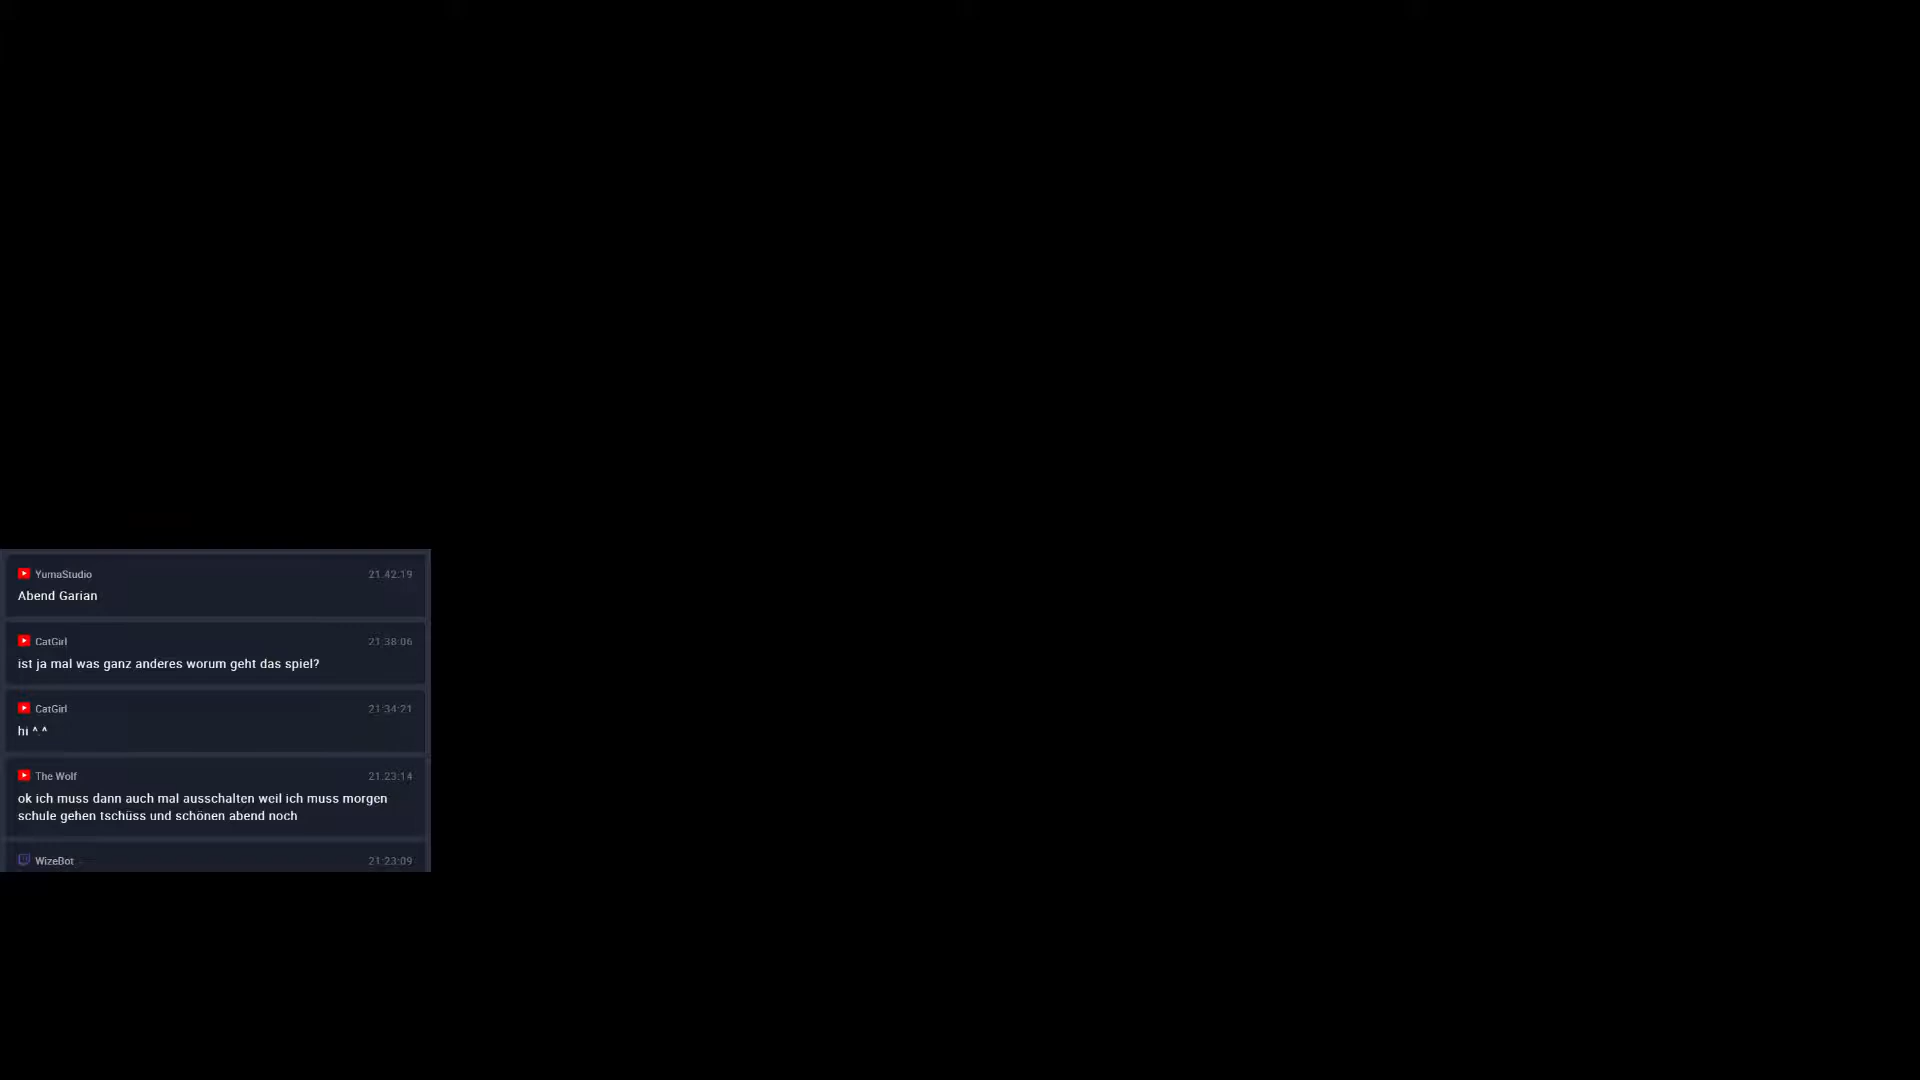 YumaStudio 21:42:19
Abend Garian
CatGirl 21:38:06
ist ja mal was ganz anderes worum geht das spiel?
CatGirl 21:34:21
hi ^.^
The Wolf 21:23:14
ok ich muss dann auch mal ausschalten weil ich muss morgen
schule gehen tschüss und schönen abend noch
WizeBot 21:23:09